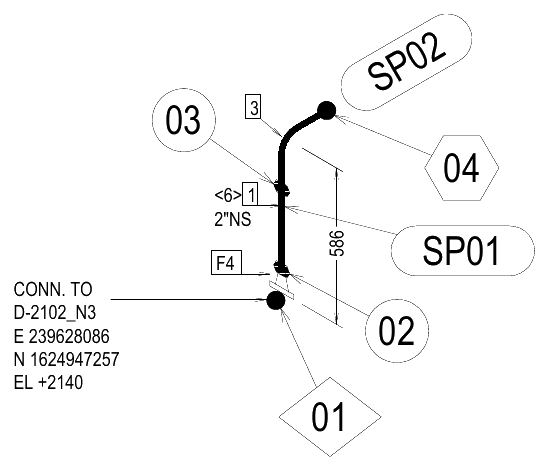 SP02
3
03
04
<6> 1
2"NS
SP01
586
F4
CONN. TO
D-2102_N3
E 239628086
N 1624947257
EL +2140
02
01